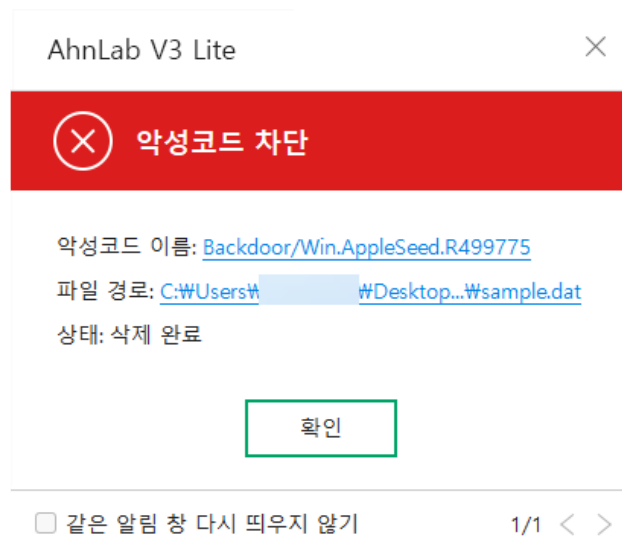 AhnLab V3 Lite
악성코드 차단
악성코드 이름: Backdoor/Win.AppleSeed.R499775
파일 경로: C:₩Users₩ ₩Desktop...₩sample.dat
상태: 삭제 완료
확인
같은 알림 창 다시 띄우지 않기 1/1